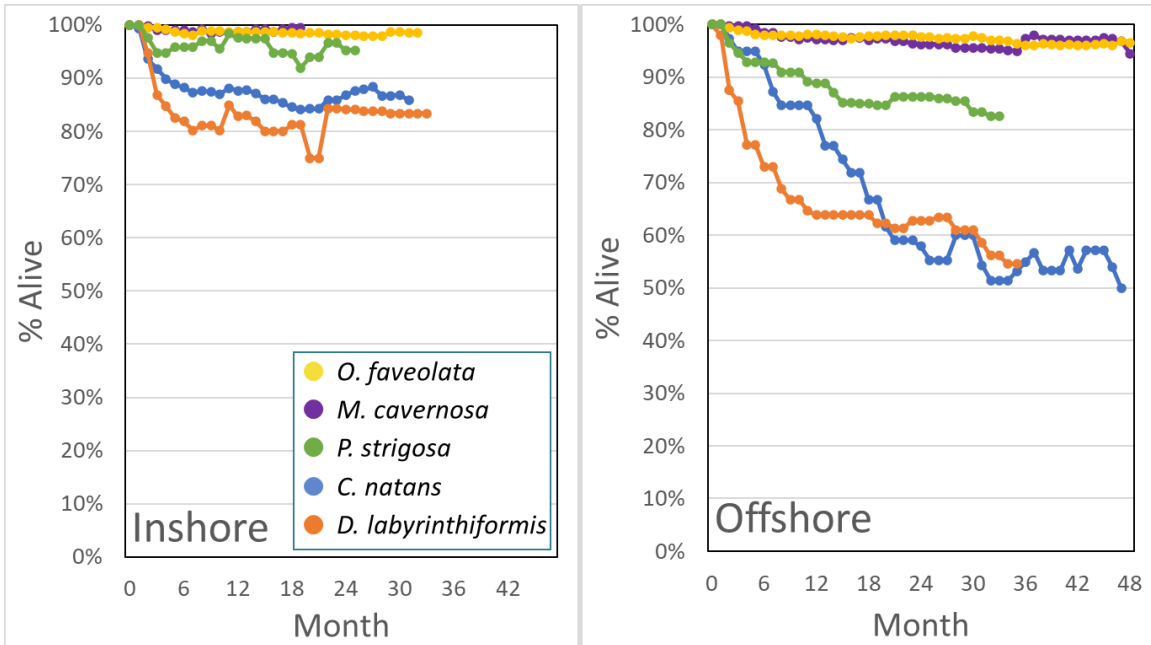 100%
90%
80%
70%
60%
50%
40%
30%
20%
10%
0%
% Alive
O. faveolata
M. cavernosa
P. strigosa
C. natans
D. labyrinthiformis
Inshore
0 6 12 18 24 30 36 42
Month
100%
90%
80%
70%
60%
50%
40%
30%
20%
10%
0%
% Alive
Offshore
0 6 12 18 24 30 36 42 48
Month